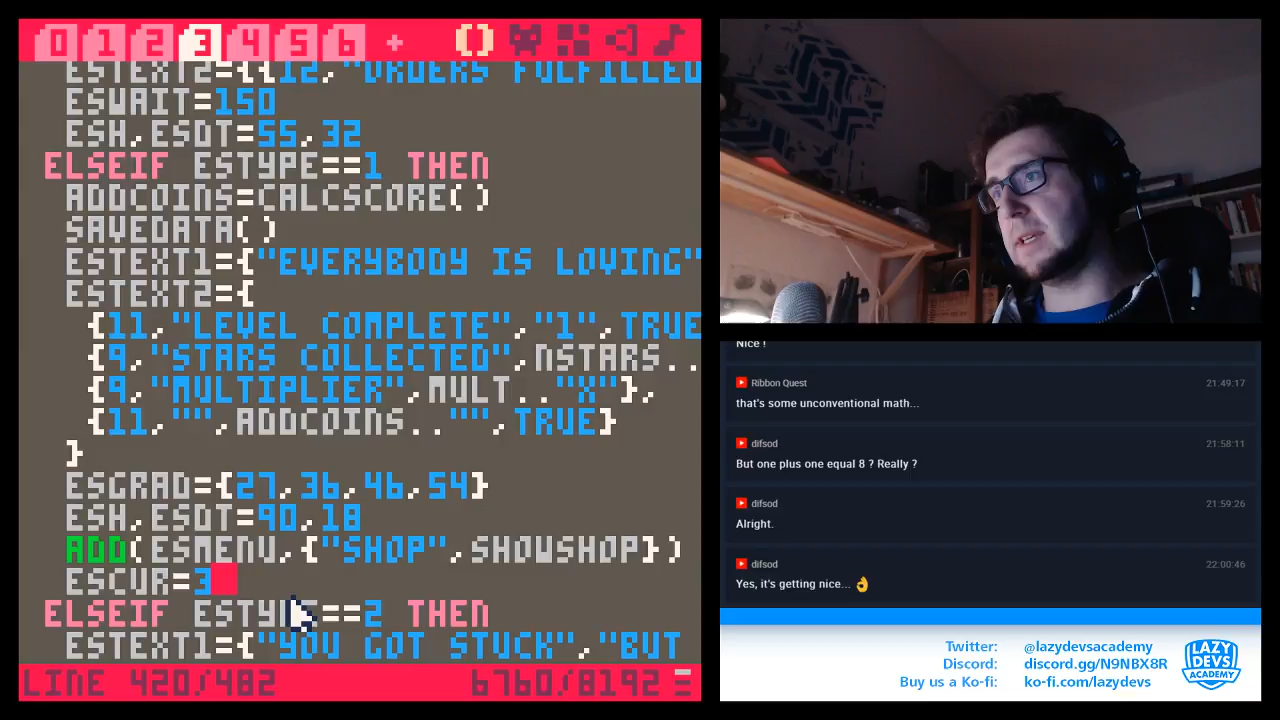 0 1 2 3 4 5 6 +
ESTEXT2={{12,"ORDERS FULFILLED
ESWAIT=150
ESH,ESDT=55,32
ELSEIF ESTYPE==1 THEN
ADDCOINS=CALCSCORE()
SAVEDATA()
ESTEXT1={"EVERYBODY IS LOVING"
ESTEXT2={
{11,"LEVEL COMPLETE","1",TRUE
{9,"STARS COLLECTED",NSTARS..
{9,"MULTIPLIER",MULT.."X"},
{11,"",ADDCOINS.."",TRUE}
}
ESGRAD={27,36,46,54}
ESH,ESDT=90,18
ADD(ESMENU,{"SHOP",SHOWSHOP})
ESCUR=3
ELSEIF ESTYPE==2 THEN
ESTEXT1={"YOU GOT STUCK","BUT
LINE 420/482
6760/8192
Nice !
Ribbon Quest 21:49:17
that's some unconventional math...
difsod 21:58:11
But one plus one equal 8 ? Really ?
difsod 21:59:26
Alright.
difsod 22:00:46
Yes, it's getting nice... 👌
Twitter: @lazydevsacademy
Discord: discord.gg/N9NBX8R
Buy us a Ko-fi: ko-fi.com/lazydevs
LAZY
DEVS
ACADEMY